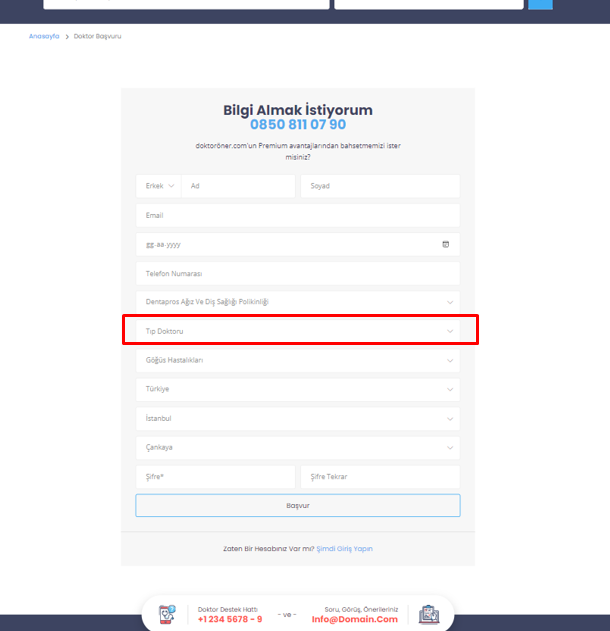 Anasayfa > Doktor Başvuru
Bilgi Almak İstiyorum
0850 811 07 90
doktoröner.com'un Premium avantajlarından bahsetmemizi ister
misiniz?
Erkek Ad Soyad
Email
gg.aa.yyyy
Telefon Numarası
Dentapros Ağız Ve Diş Sağlığı Polikinliği
Tıp Doktoru
Göğüs Hastalıkları
Türkiye
İstanbul
Çankaya
Şifre* Şifre Tekrar
Başvur
Zaten Bir Hesabınız Var mı? Şimdi Giriş Yapın
Doktor Destek Hattı
+1 234 5678 - 9
- ve -
Soru, Görüş, Önerileriniz
Info@Domain.Com